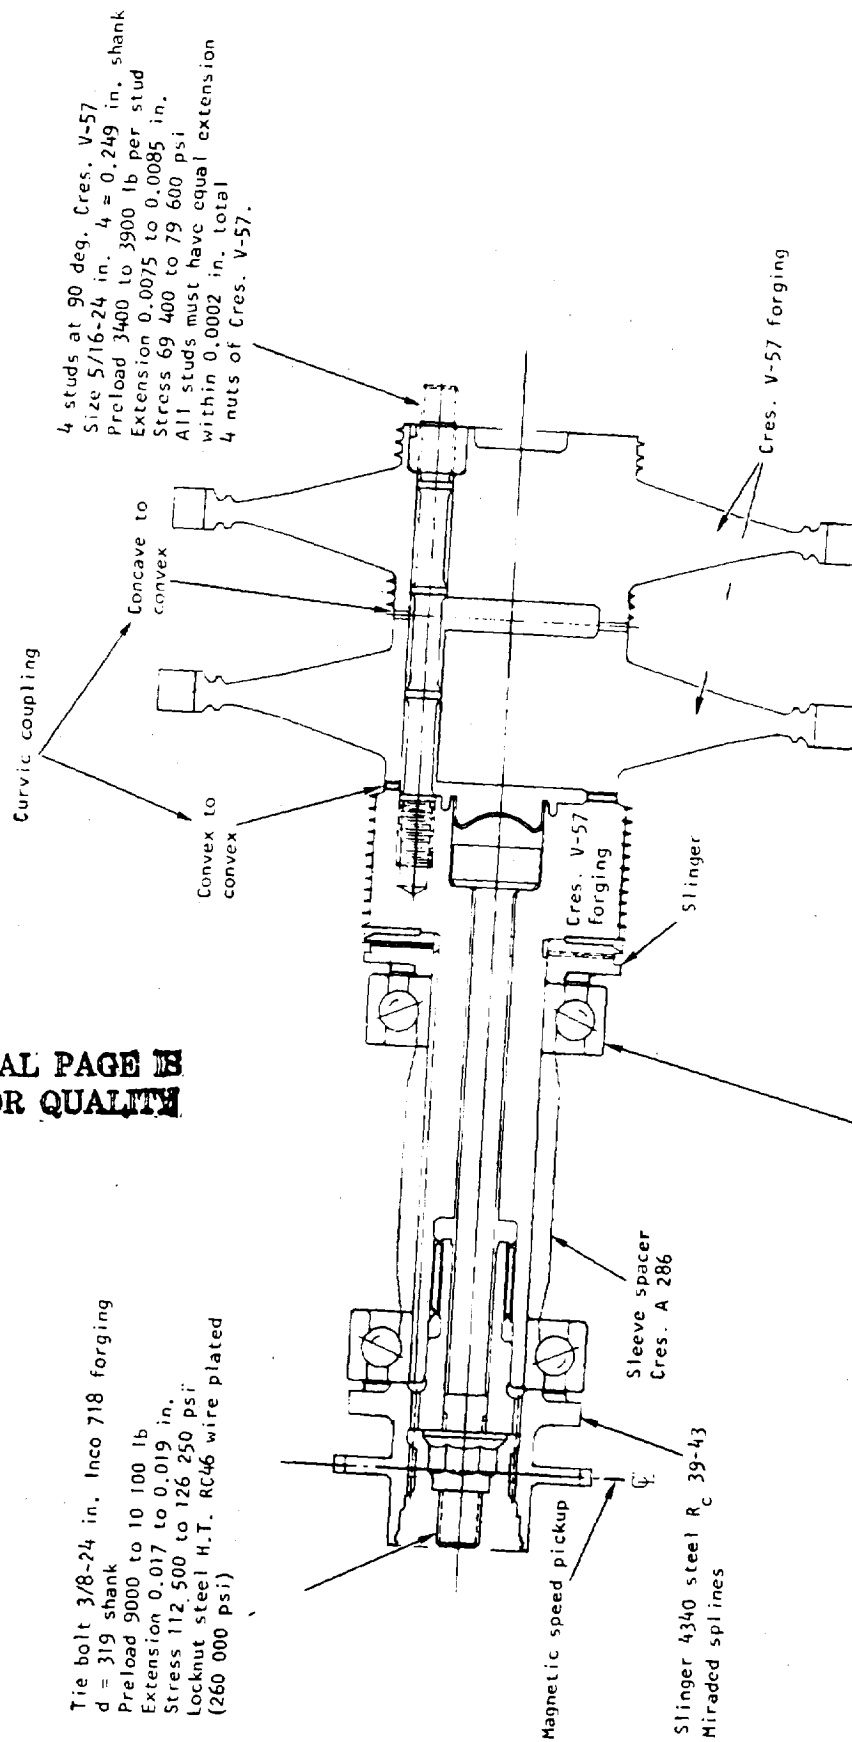 4 studs at 90 deg. Cres. V-57
Size 5/16-24 in. 4 = 0.249 in. shank
Preload 3400 to 3900 lb per stud
Extension 0.0075 to 0.0085 in.
Stress 69 400 to 79 600 psi
All studs must have equal extension
within 0.0002 in. total
4 nuts of Cres. V-57.
Curvic coupling
Concave to
convex
Convex to
convex
Cres. V-57 forging
Cres. V-57
forging
Slinger
AL PAGE IS
OR QUALITY
Sleeve spacer
Cres. A 286
Tie bolt 3/8-24 in. Inco 718 forging
d = 319 shank
Preload 9000 to 10 100 lb
Extension 0.017 to 0.019 in.
Stress 112 500 to 126 250 psi
Locknut steel H.T. RC46 wire plated
(260 000 psi)
Magnetic speed pickup
℄
Slinger 4340 steel Rc 39-43
Miraded splines